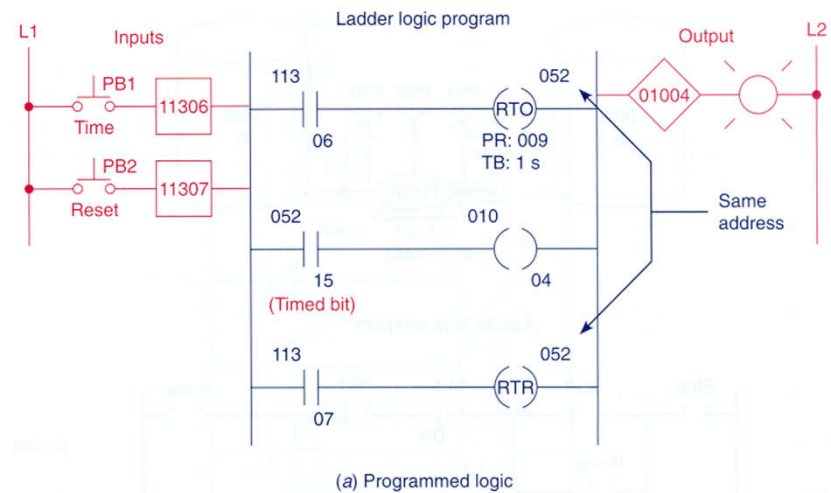 Ladder logic program
L1
Inputs
Output
L2
PB1
11306
Time
113
06
RTO
052
PR: 009
TB: 1 s
01004
PB2
11307
Reset
Same
address
052
15
(Timed bit)
010
04
113
07
RTR
052
(a) Programmed logic